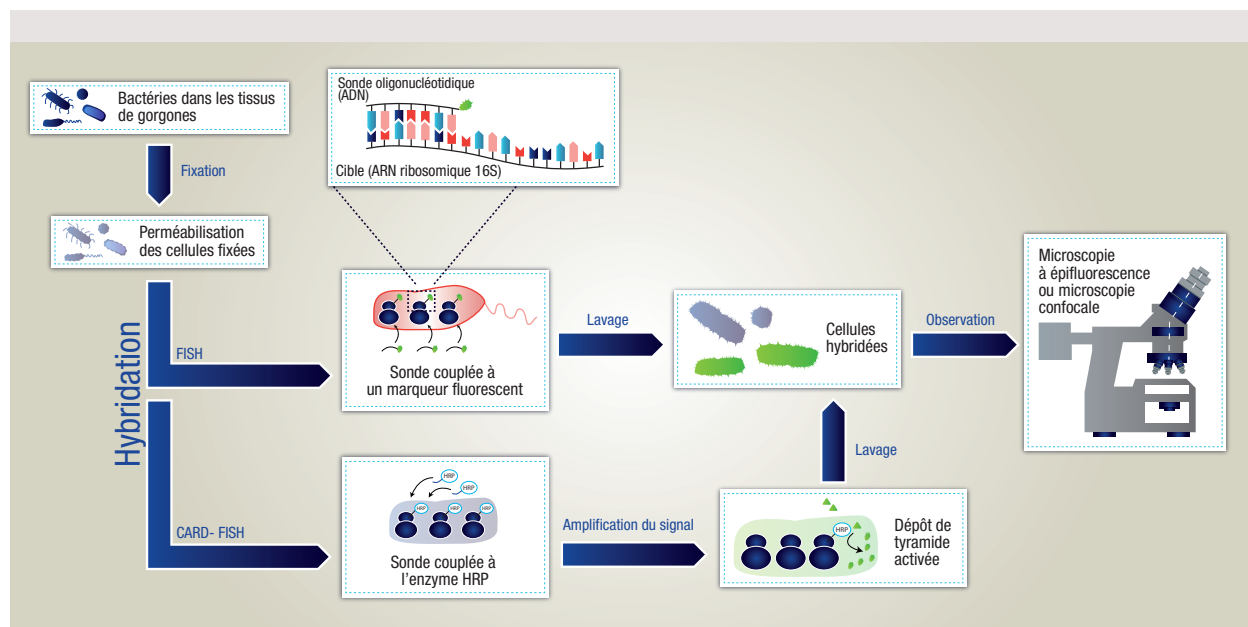 Bactéries dans les tissus
de gorgones
Fixation
Perméabilisation
des cellules fixées
Hybridation
FISH
CARD- FISH
Sonde oligonucléotidique
(ADN)
Cible (ARN ribosomique 16S)
Sonde couplée à
un marqueur fluorescent
Lavage
Cellules
hybridées
Observation
Microscopie
à épifluorescence
ou microscopie
confocale
HRP
HRP
HRP
HRP
HRP
Sonde couplée à
l'enzyme HRP
Amplification du signal
HRP
Dépôt de
tyramide
activée
Lavage